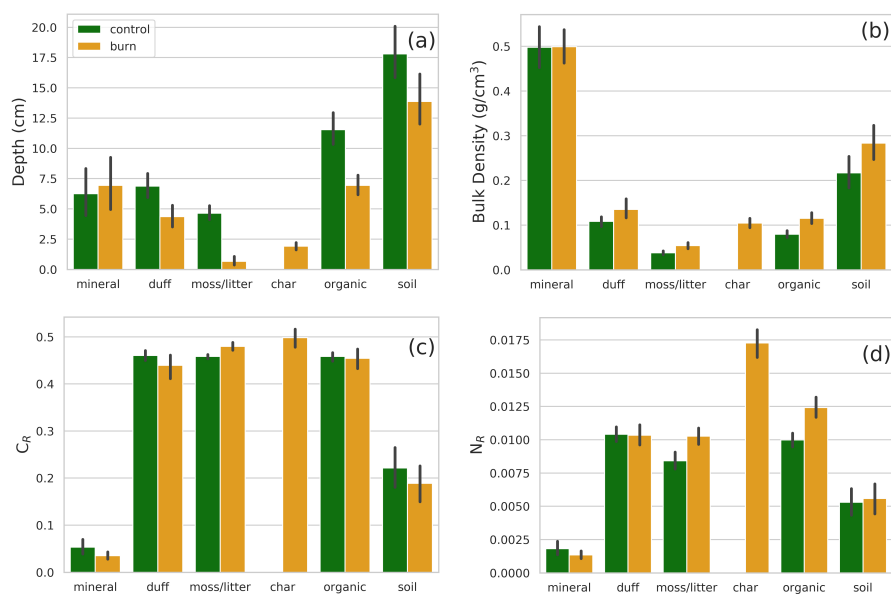 20.0
17.5
15.0
12.5
10.0
7.5
5.0
2.5
0.0
Depth (cm)
control
burn
(a)
mineral duff moss/litter char organic soil
0.5
0.4
0.3
0.2
0.1
0.0
Bulk Density (g/cm³)
(b)
mineral duff moss/litter char organic soil
0.5
0.4
0.3
0.2
0.1
0.0
C_R
(c)
mineral duff moss/litter char organic soil
0.0175
0.0150
0.0125
0.0100
0.0075
0.0050
0.0025
0.0000
N_R
(d)
mineral duff moss/litter char organic soil